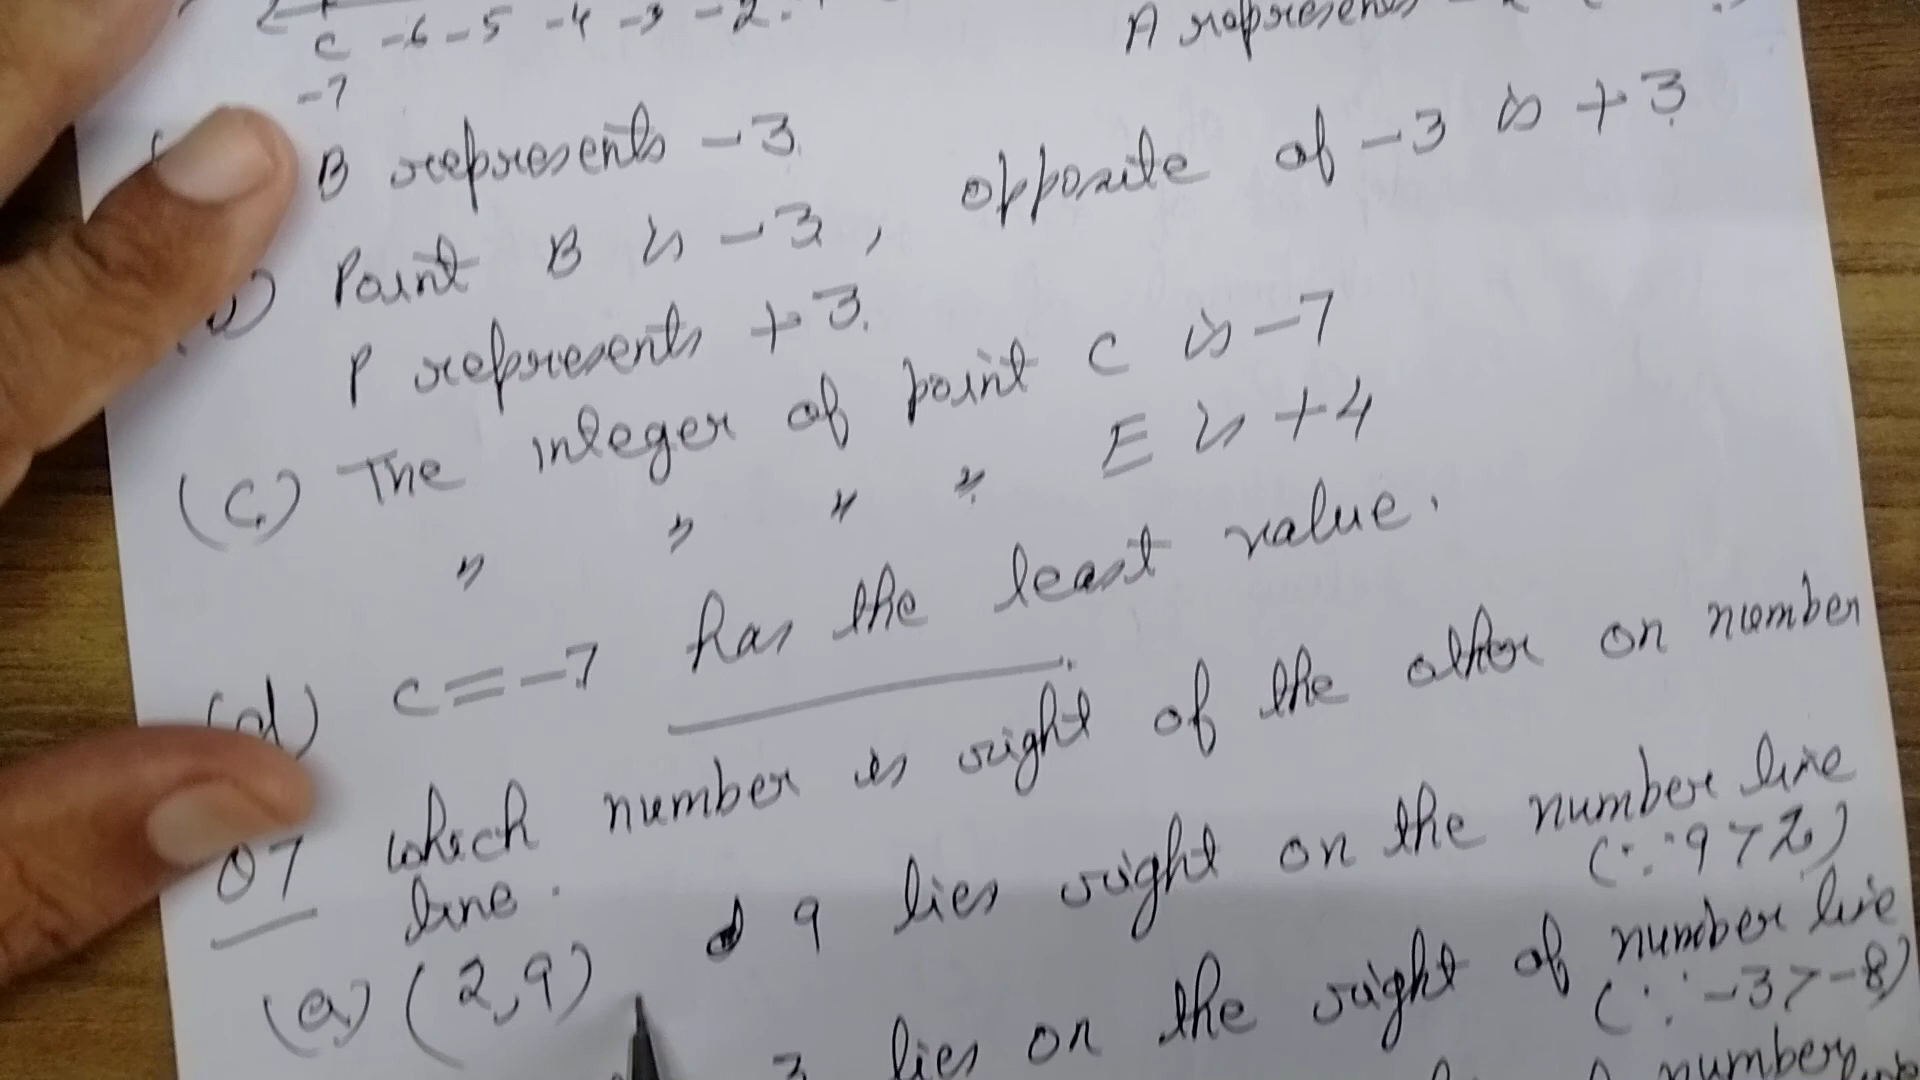 C -6 -5 -4 -3 -2
A represents
-7
B represents -3.
Point B is -3, opposite of -3 is +3
P represents +3.
(C) The integer of point C is -7
" " " " E is +4
(d) C = -7 has the least value.
Q7 which number is right of the other on number
line.
(a) (2,9) 9 lies right on the number line
(∵ 9 > 2)
3 lies on the right of number line
(∵ -3 > -8)
number